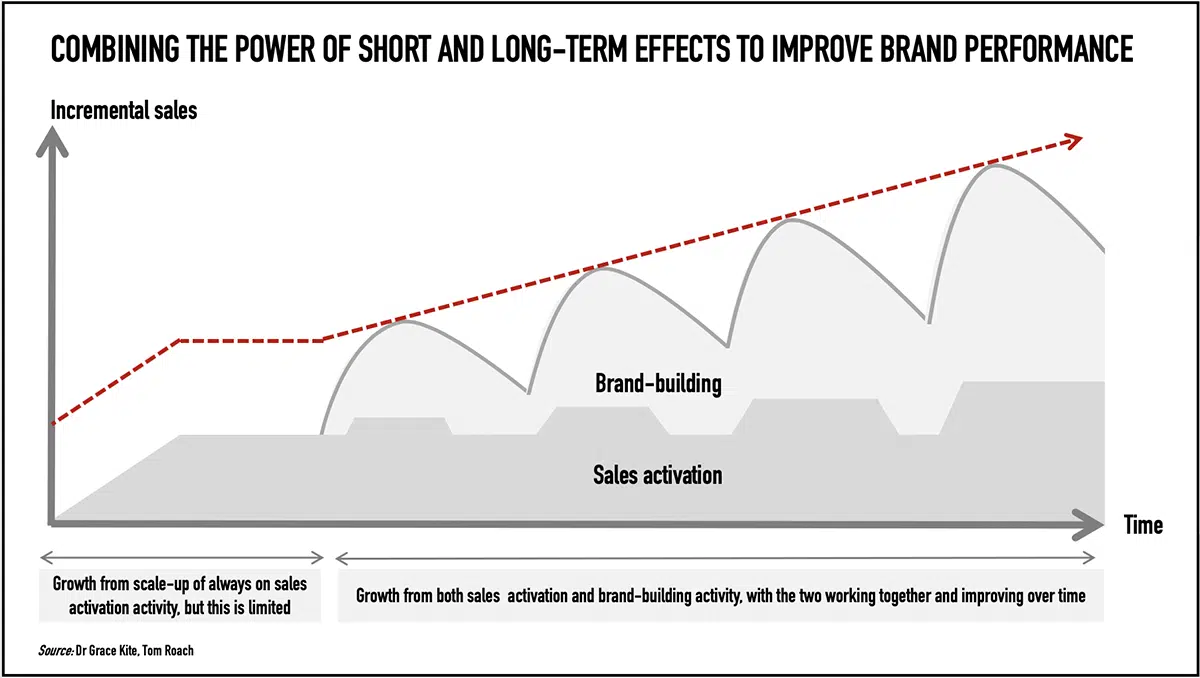 COMBINING THE POWER OF SHORT AND LONG-TERM EFFECTS TO IMPROVE BRAND PERFORMANCE
Incremental sales
Brand-building
Sales activation
Time
Growth from scale-up of always on sales
activation activity, but this is limited
Growth from both sales activation and brand-building activity, with the two working together and improving over time
Source: Dr Grace Kite, Tom Roach